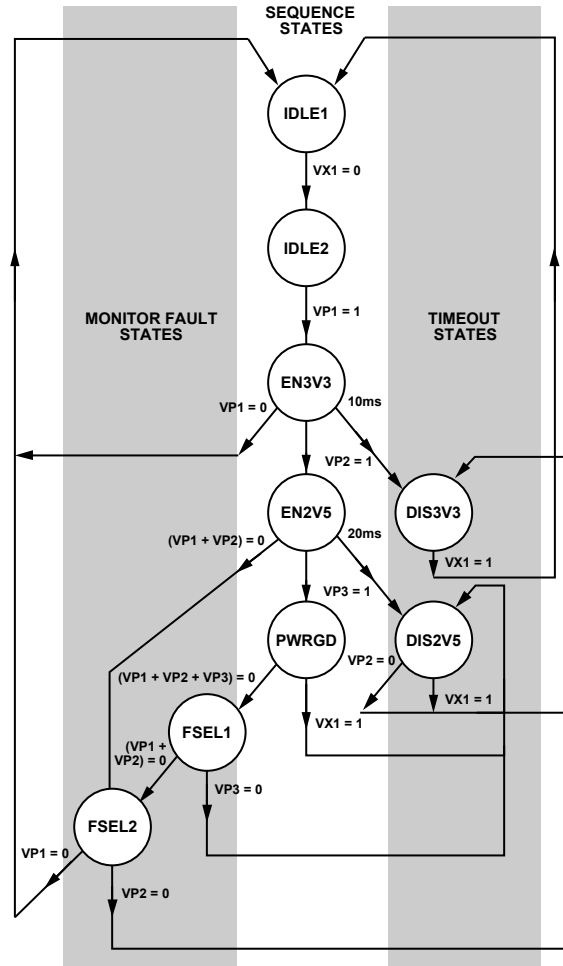 SEQUENCE
STATES
IDLE1
VX1 = 0
IDLE2
MONITOR FAULT
STATES
VP1 = 1
TIMEOUT
STATES
EN3V3
10ms
VP1 = 0
VP2 = 1
EN2V5
DIS3V3
(VP1 + VP2) = 0
20ms
VX1 = 1
VP3 = 1
PWRGD
DIS2V5
VP2 = 0
(VP1 + VP2 + VP3) = 0
VX1 = 1
VX1 = 1
FSEL1
(VP1 +
VP2) = 0
VP3 = 0
FSEL2
VP1 = 0
VP2 = 0